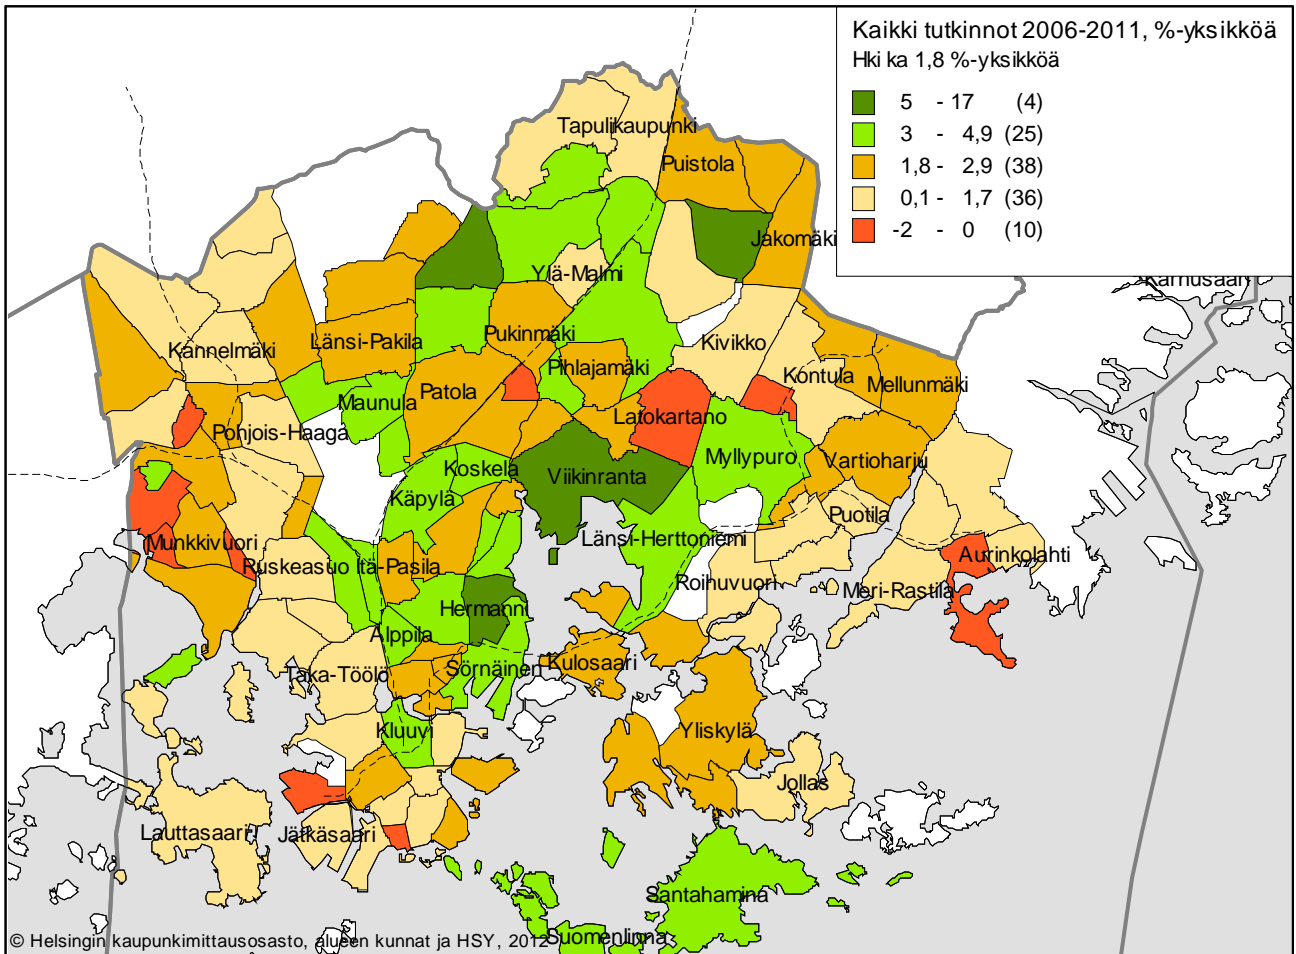 Kaikki tutkinnot 2006-2011, %-yksikköä
Hki ka 1,8 %-yksikköä
5 - 17 (4)
3 - 4,9 (25)
1,8 - 2,9 (38)
0,1 - 1,7 (36)
-2 - 0 (10)
Tapulikaupunki
Puistola
Jakomäki
Ylä-Malmi
Karhusaari
Kannelmäki
Länsi-Pakila
Pukinmäki
Kivikko
Pihlajamäki
Kontula
Mellunmäki
Patola
Maunula
Latokartano
Pohjois-Haaga
Koskela
Viikinranta
Myllypuro
Vartioharju
Käpylä
Puotila
Munkkivuori
Länsi-Herttoniemi
Aurinkolahti
Ruskeasuo
Itä-Pasila
Roihuvuori
Meri-Rastila
Hermanni
Alppila
Taka-Töölö
Sörnäinen
Kulosaari
Kluuvi
Yliskylä
Jollas
Lauttasaari
Jätkäsaari
Santahamina
Suomenlinna
© Helsingin kaupunkimittausosasto, alueen kunnat ja HSY, 2012